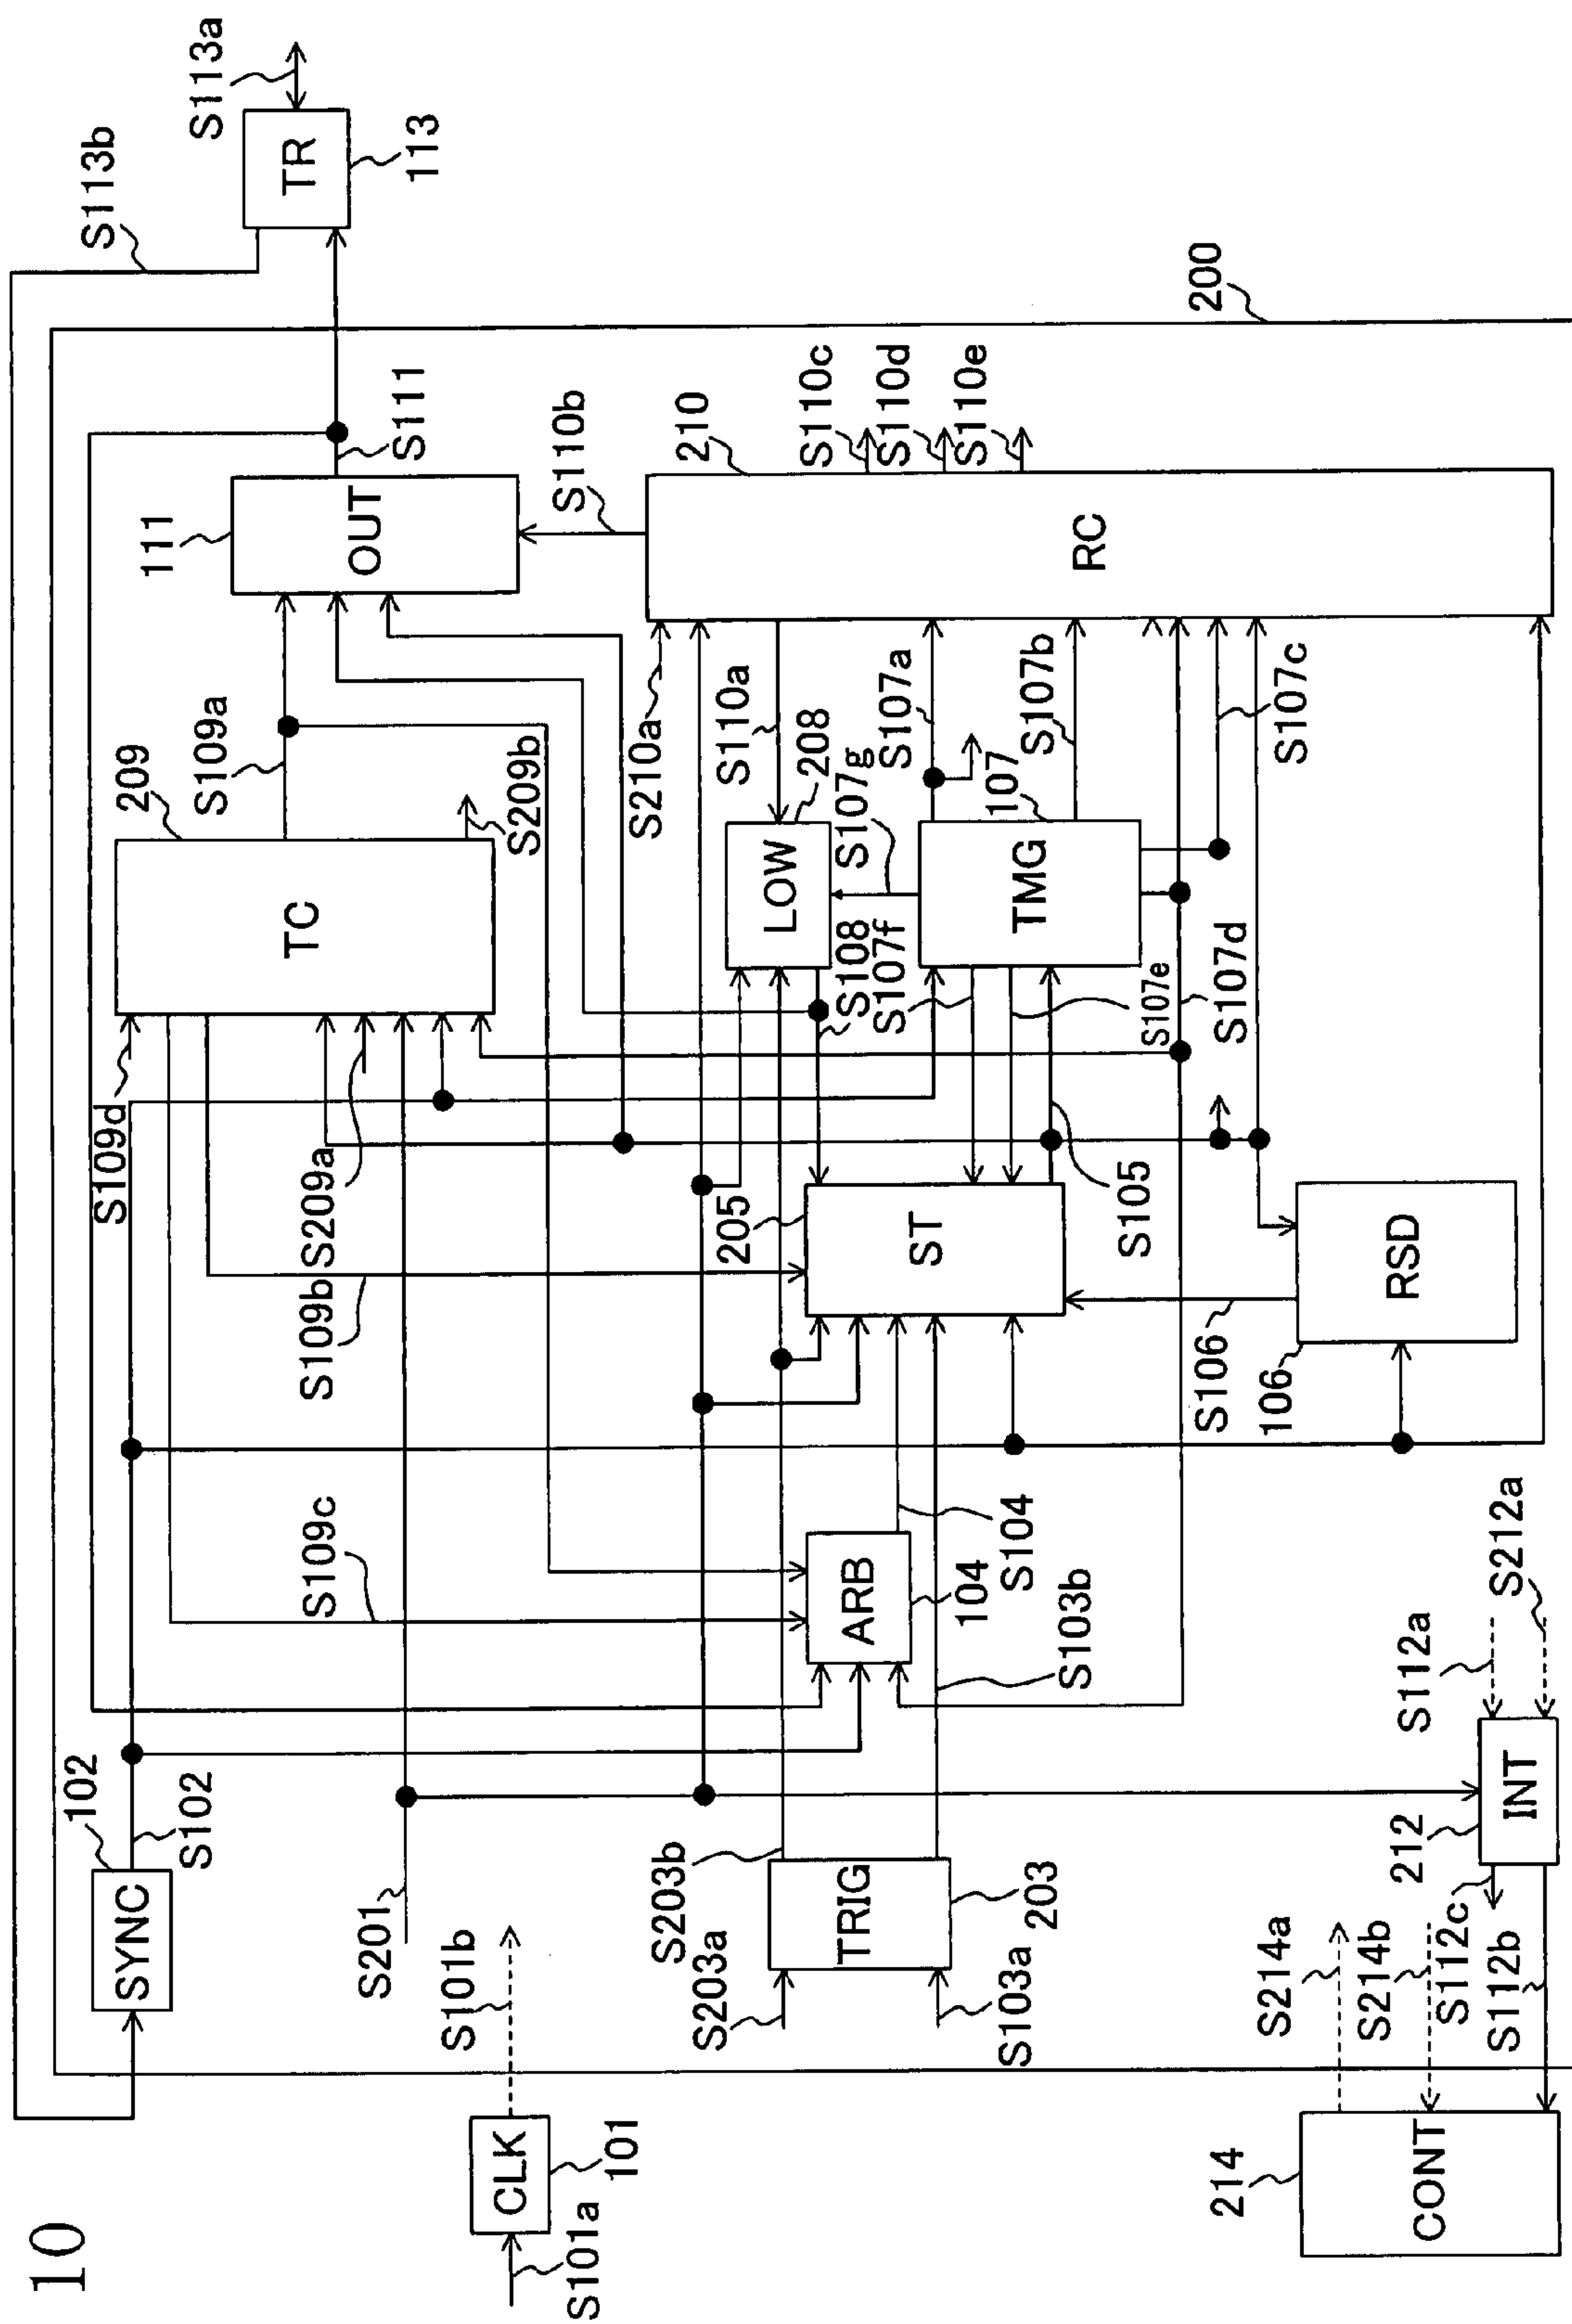 10
S101a
CLK
101
S101b
SYNC
102
S102
S201
S203a
S103a
TRIG
203
S203b
S103b
CONT
214
S214a
S214b
S112c
S112b
INT
212
S112a
S212a
ARB
104
S104
S109c
S109b
S109d
S209a
205
ST
S105
RSD
106
S106
TC
209
S109a
S209b
LOW
208
S108
S110a
S210a
TMG
107
S107a
S107b
S107c
S107d
S107e
S107f
S107g
OUT
111
S111
S110b
RC
210
S110c
S110d
S110e
200
TR
113
S113a
S113b